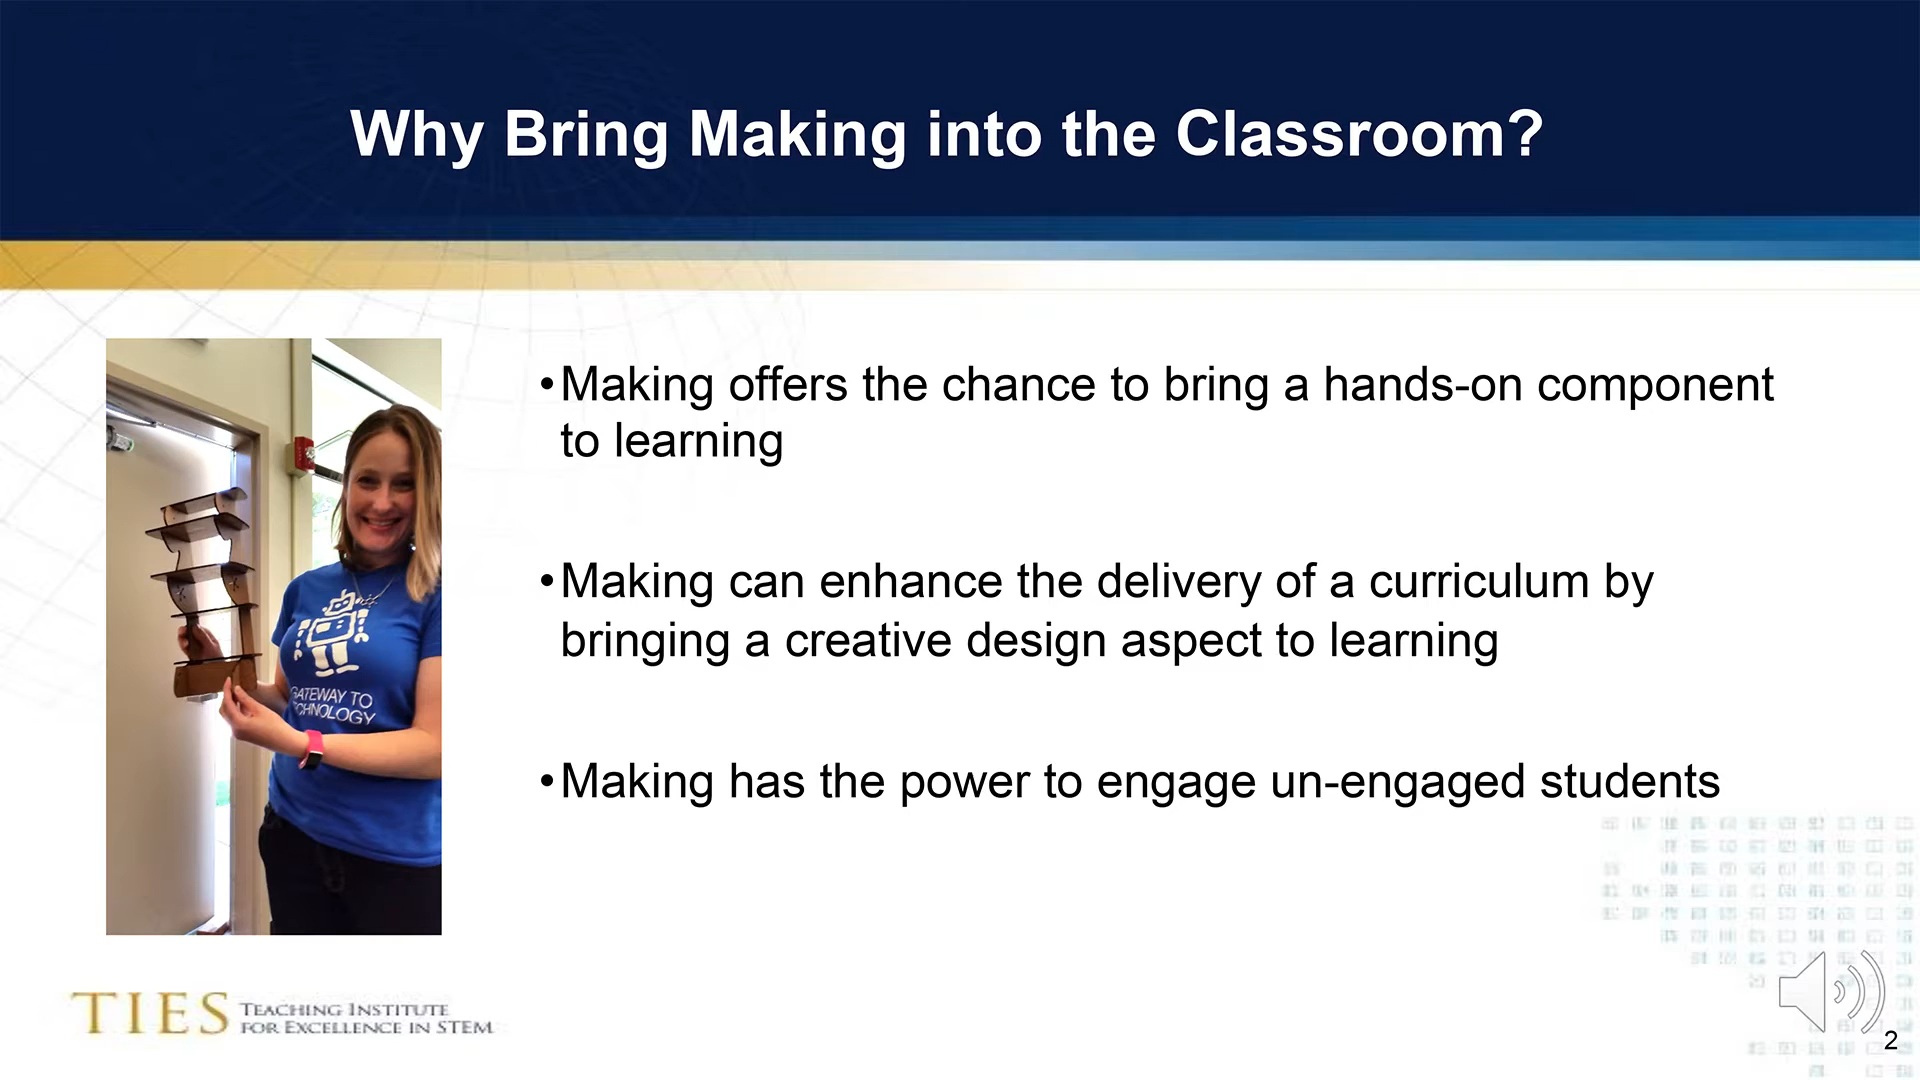 Why Bring Making into the Classroom?
•Making offers the chance to bring a hands-on component
to learning
•Making can enhance the delivery of a curriculum by
bringing a creative design aspect to learning
•Making has the power to engage un-engaged students
GATEWAY TO
TIES TEACHING INSTITUTE
FOR EXCELLENCE IN STEM
2